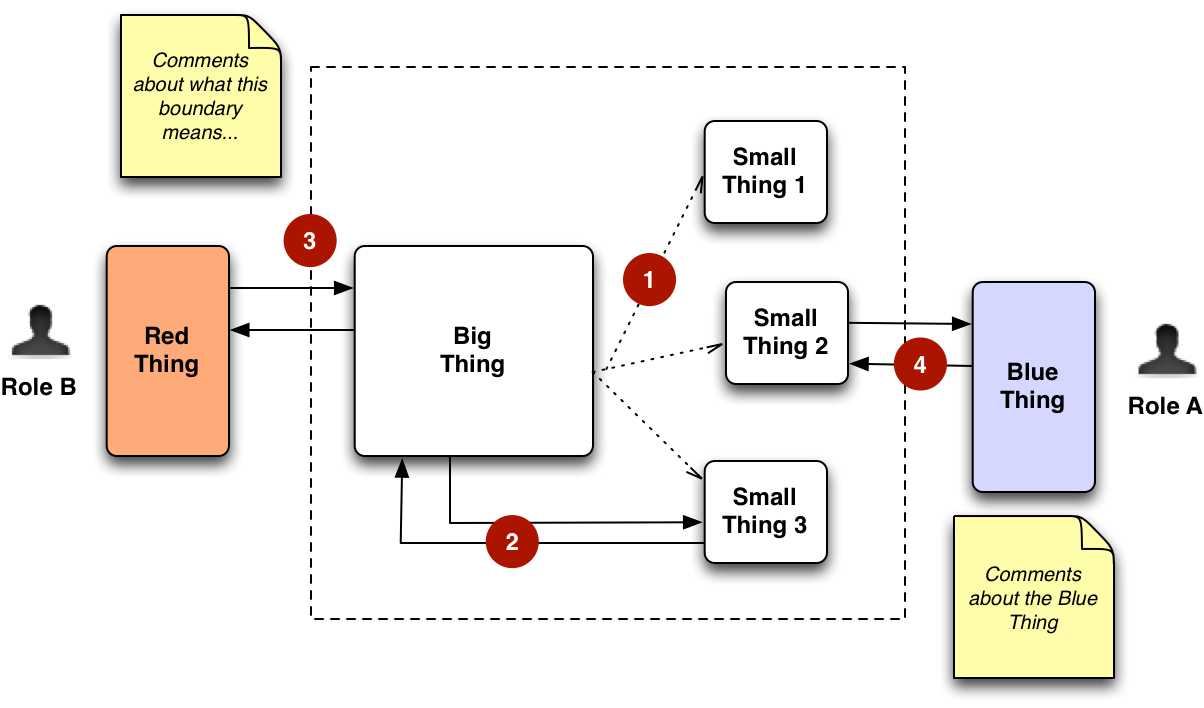 Comments
about what this
boundary
means...
Small
Thing 1
3
1
Red
Thing
Big
Thing
Small
Thing 2
4
Blue
Thing
Role B
Role A
Small
Thing 3
2
Comments
about the Blue
Thing